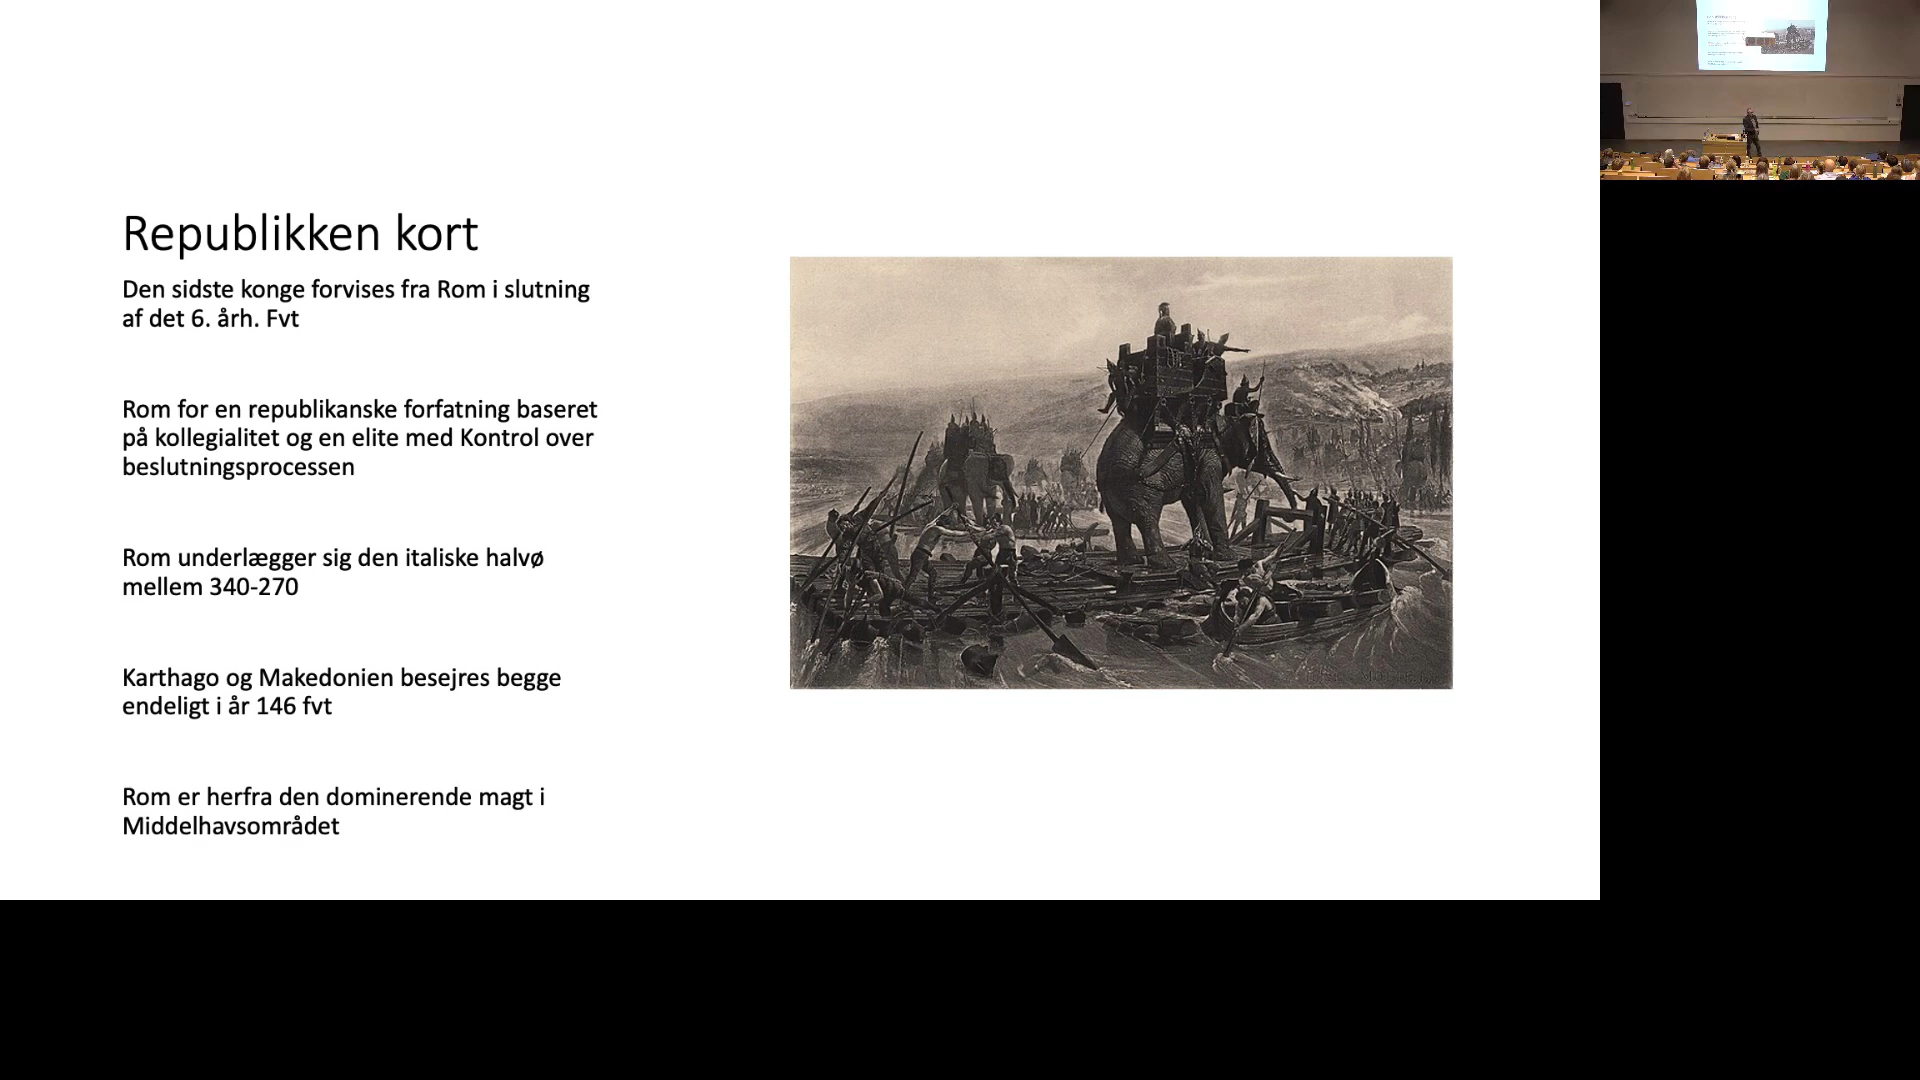 Republikken kort
Den sidste konge forvises fra Rom i slutning
af det 6. årh. Fvt
Rom for en republikanske forfatning baseret
på kollegialitet og en elite med Kontrol over
beslutningsprocessen
Rom underlægger sig den italiske halvø
mellem 340-270
Karthago og Makedonien besejres begge
endeligt i år 146 fvt
Rom er herfra den dominerende magt i
Middelhavsområdet